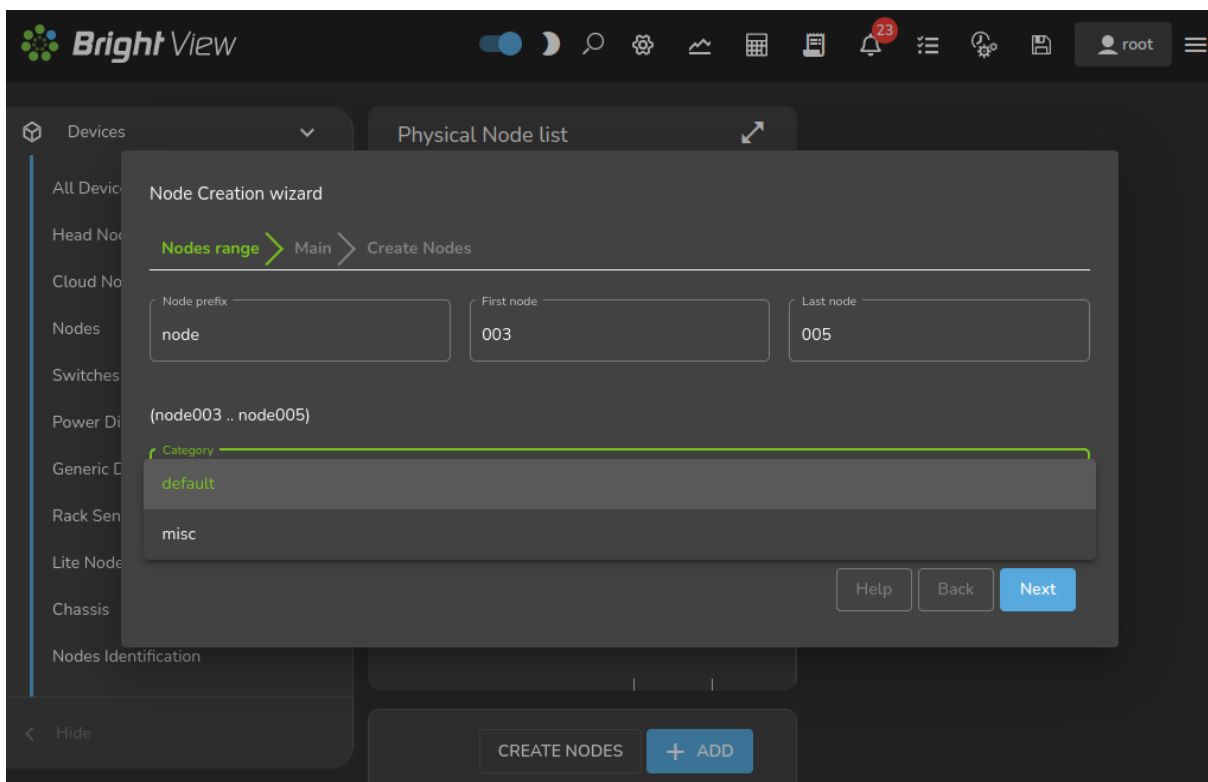 Bright View
23
root
Devices
Physical Node list
All Devic
Node Creation wizard
Head Noo
Nodes range
Main
Create Nodes
Cloud No
Node prefix
First node
Last node
Nodes
node
003
005
Switches
Power Di
(node003 .. node005)
Category
Generic D
default
Rack Sen
misc
Lite Node
Help
Back
Next
Chassis
Nodes Identification
Hide
CREATE NODES
+ ADD